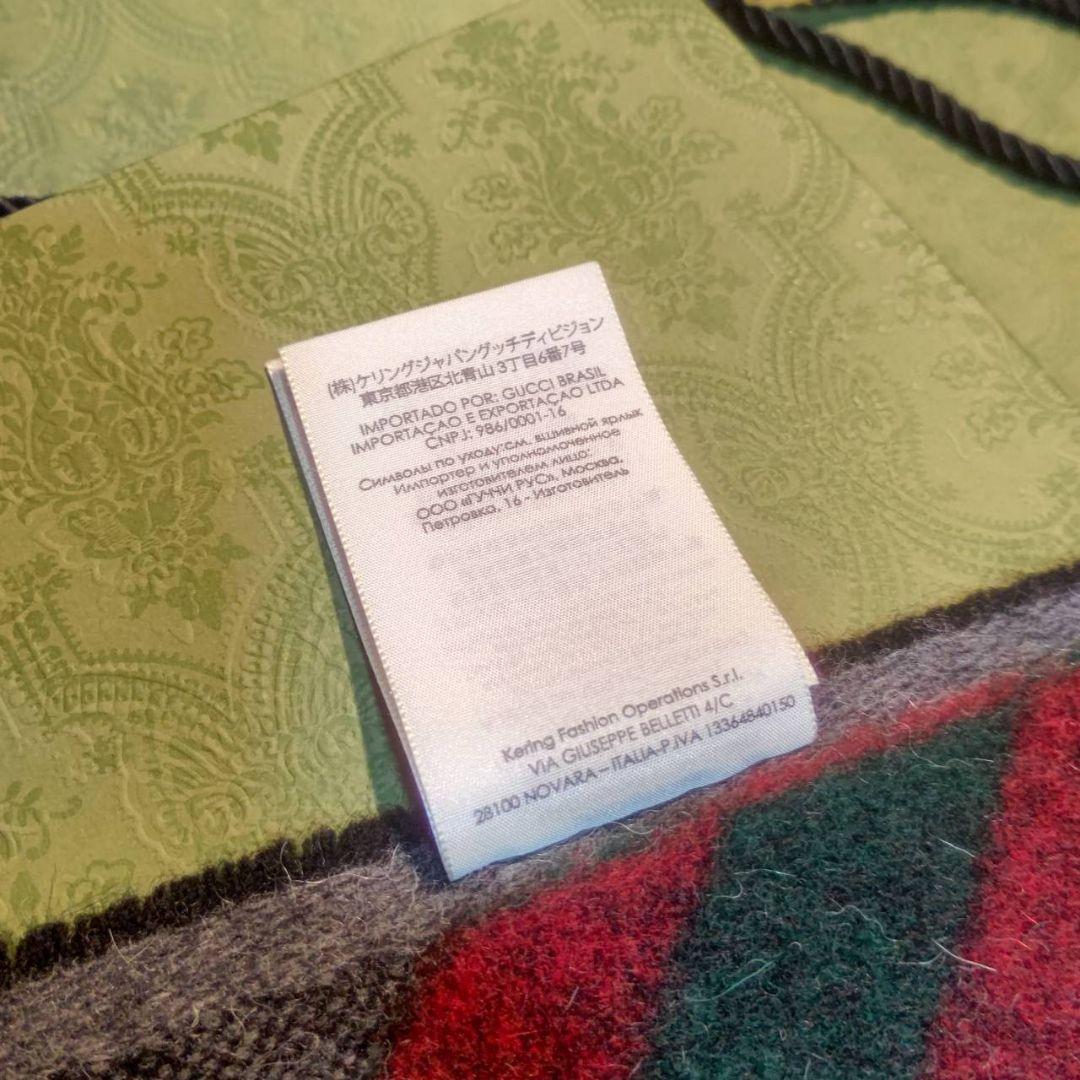 (株)ケリングジャパングッチディビジョン
東京都港区北青山 3丁目6番7号
IMPORTADO POR: GUCCI BRASIL
IMPORTAÇAO E EXPORTAÇAO LTDA
CNPJ: 986/0001-16
Символы по уходу:см. вшивной ярлык
Импортер и уполномоченное
изготовителем лицо:
ООО «ГУЧЧИ РУС», Москва,
Петровка, 16 - Изготовитель
Kering Fashion Operations S.r.l.
VIA GIUSEPPE BELLETTI 4/C
28100 NOVARA – ITALIA-P.IVA 13364840150